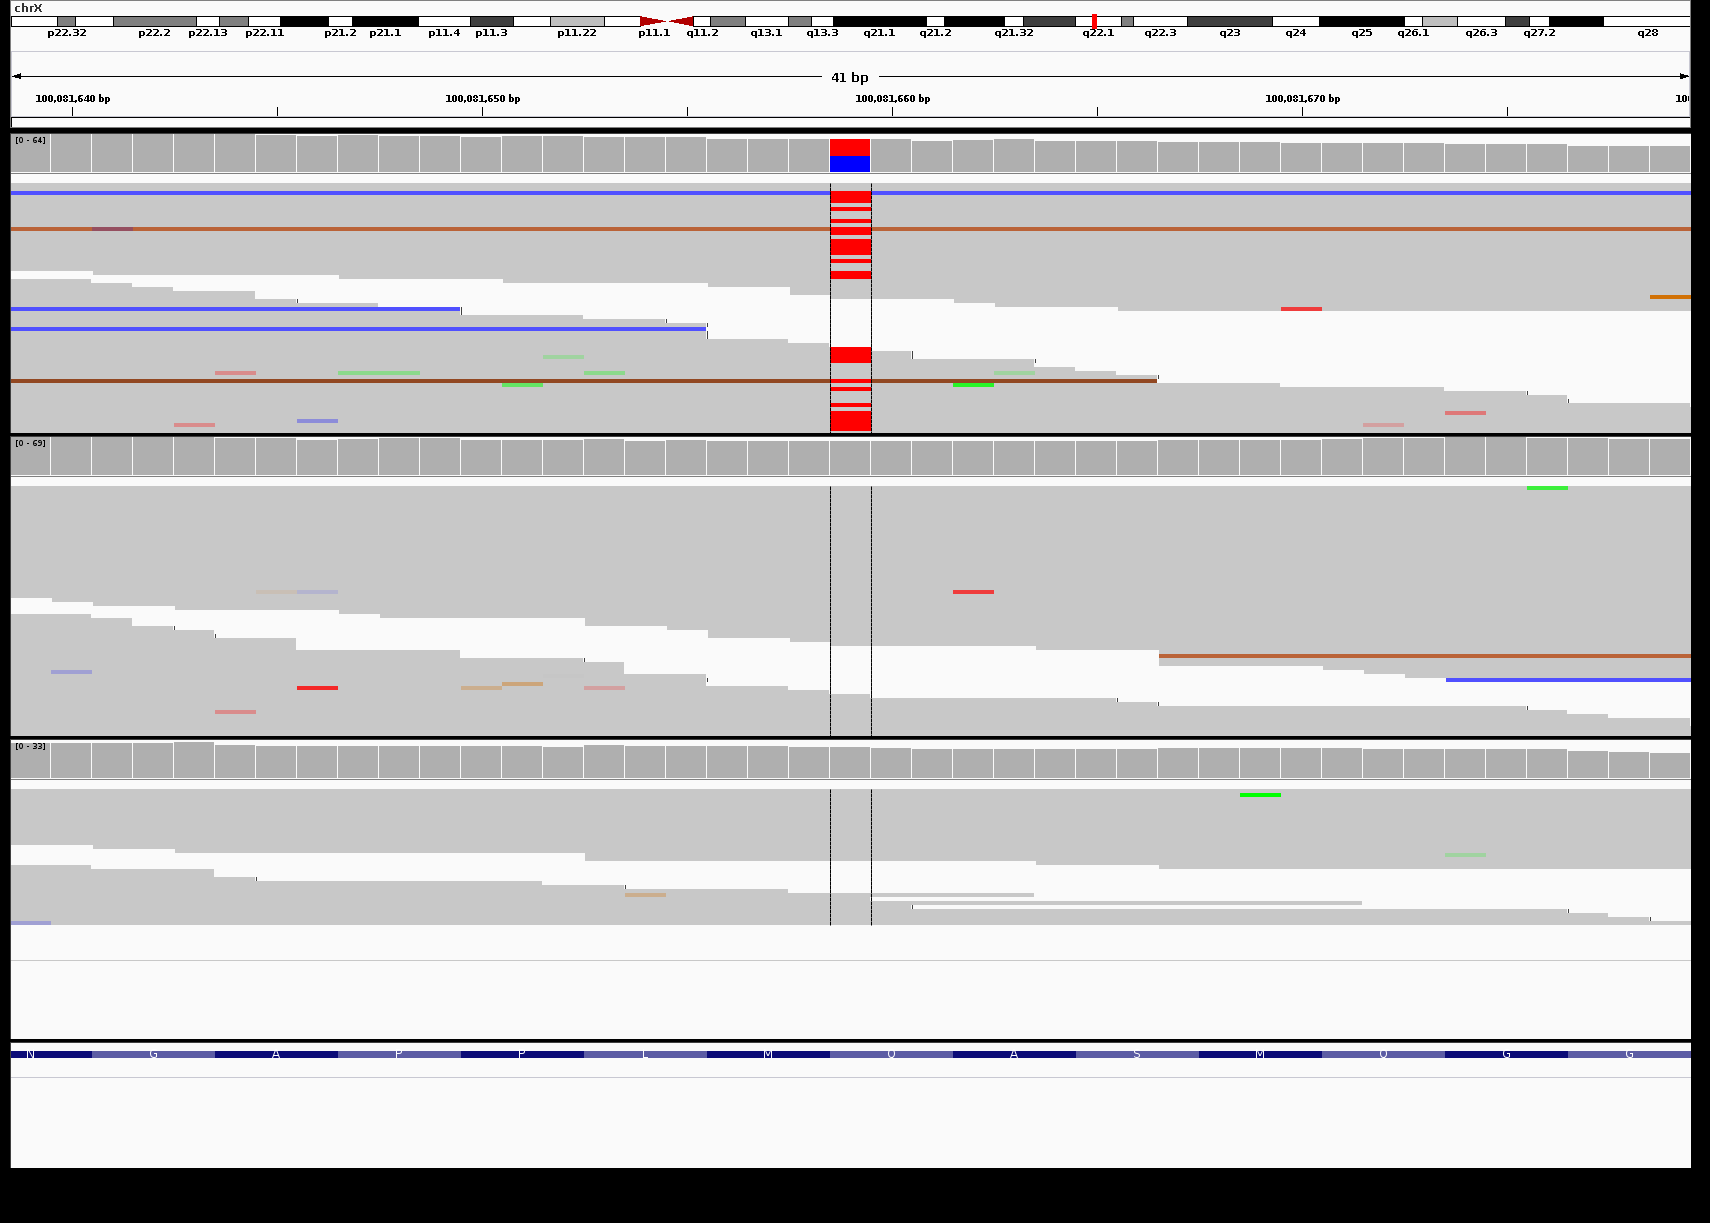 chrX
p22.32 p22.2 p22.13 p22.11 p21.2 p21.1 p11.4 p11.3 p11.22 p11.1 q11.2 q13.1 q13.3 q21.1 q21.2 q21.32 q22.1 q22.3 q23 q24 q25 q26.1 q26.3 q27.2 q28
41 bp
100,081,640 bp 100,081,650 bp 100,081,660 bp 100,081,670 bp
[0 - 64]
[0 - 69]
[0 - 33]
N G A P P L M Q A S M Q G G